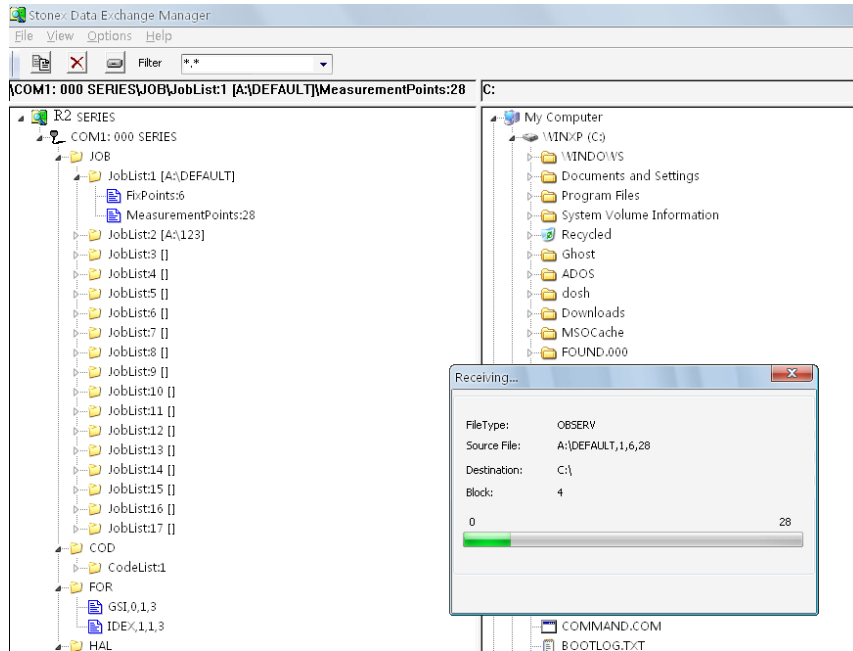 Stonex Data Exchange Manager
File View Options Help
Filter *.*
\COM1: 000 SERIES\JOB\JobList:1 [A:\DEFAULT]\MeasurementPoints:28
C:
R2 SERIES
COM1: 000 SERIES
JOB
JobList:1 [A:\DEFAULT]
FixPoints:6
MeasurementPoints:28
JobList:2 [A:\123]
JobList:3 []
JobList:4 []
JobList:5 []
JobList:6 []
JobList:7 []
JobList:8 []
JobList:9 []
JobList:10 []
JobList:11 []
JobList:12 []
JobList:13 []
JobList:14 []
JobList:15 []
JobList:16 []
JobList:17 []
COD
CodeList:1
FOR
GSI,0,1,3
IDEX,1,1,3
HAL
My Computer
WINXP (C:)
WINDOWS
Documents and Settings
Program Files
System Volume Information
Recycled
Ghost
ADOS
dosh
Downloads
MSOCache
FOUND.000
Receiving...
FileType: OBSERV
Source File: A:\DEFAULT,1,6,28
Destination: C:\
Block: 4
0 28
COMMAND.COM
BOOTLOG.TXT